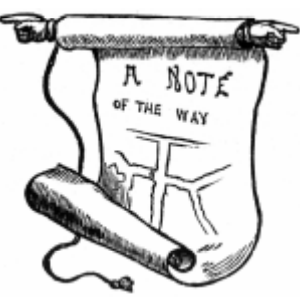 A NOTE
OF THE WAY